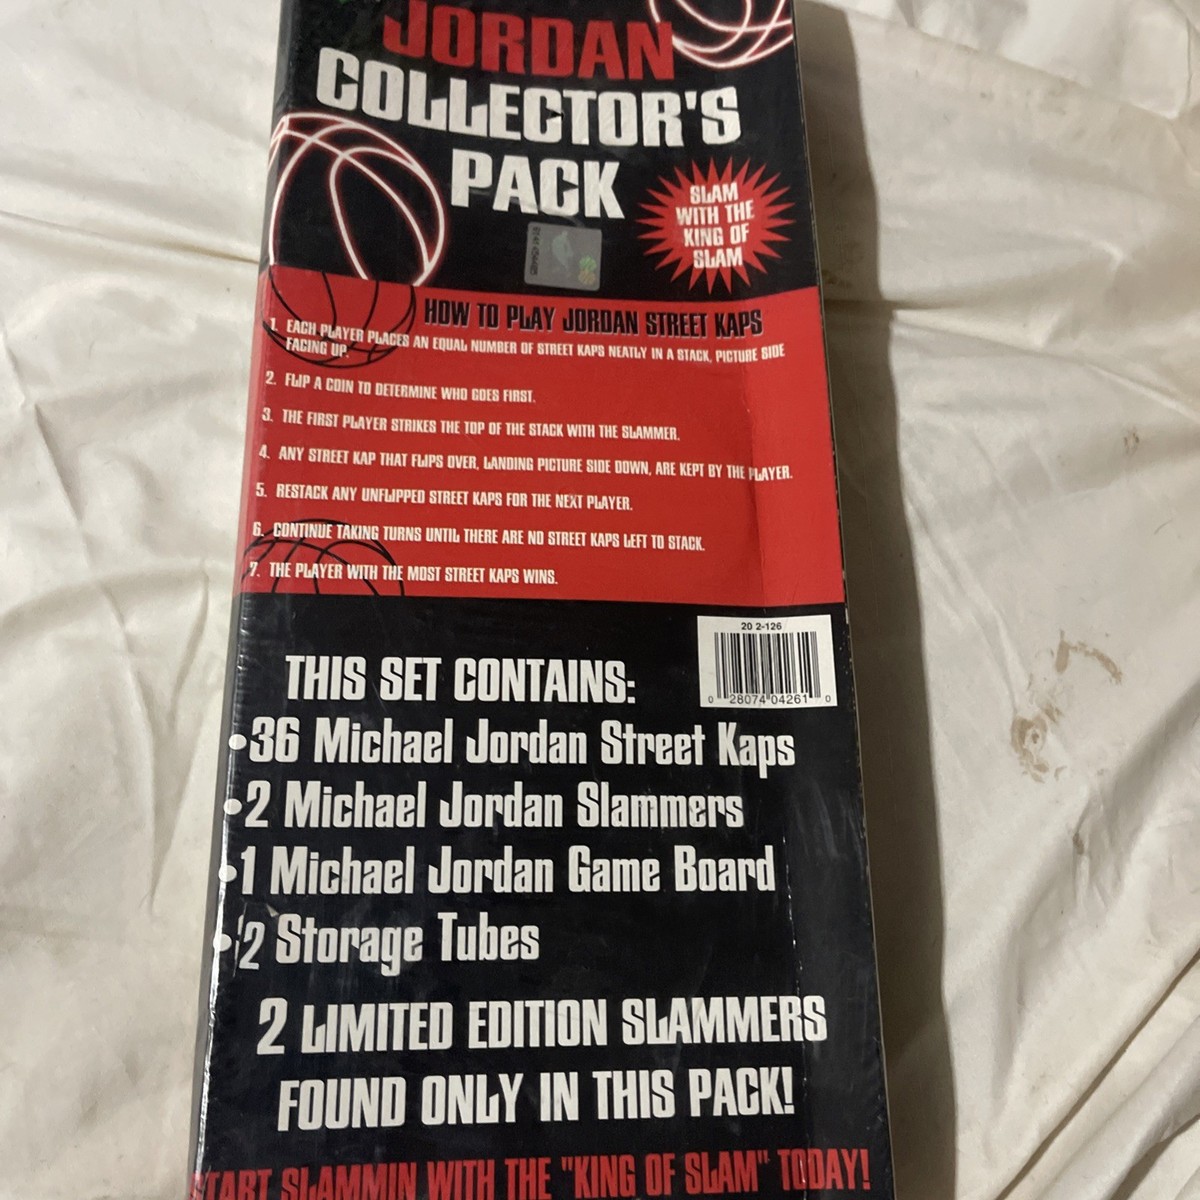 JORDAN
COLLECTOR'S
PACK
SLAM
WITH THE
KING OF
SLAM
HOW TO PLAY JORDAN STREET KAPS
1. EACH PLAYER PLACES AN EQUAL NUMBER OF STREET KAPS NEATLY IN A STACK, PICTURE SIDE
FACING UP.
2. FLIP A COIN TO DETERMINE WHO GOES FIRST.
3. THE FIRST PLAYER STRIKES THE TOP OF THE STACK WITH THE SLAMMER.
4. ANY STREET KAP THAT FLIPS OVER, LANDING PICTURE SIDE DOWN, ARE KEPT BY THE PLAYER.
5. RESTACK ANY UNFLIPPED STREET KAPS FOR THE NEXT PLAYER.
6. CONTINUE TAKING TURNS UNTIL THERE ARE NO STREET KAPS LEFT TO STACK.
7. THE PLAYER WITH THE MOST STREET KAPS WINS.
20 2-126
0 28074 04261 0
THIS SET CONTAINS:
•36 Michael Jordan Street Kaps
•2 Michael Jordan Slammers
•1 Michael Jordan Game Board
•2 Storage Tubes
2 LIMITED EDITION SLAMMERS
FOUND ONLY IN THIS PACK!
START SLAMMIN WITH THE "KING OF SLAM" TODAY!